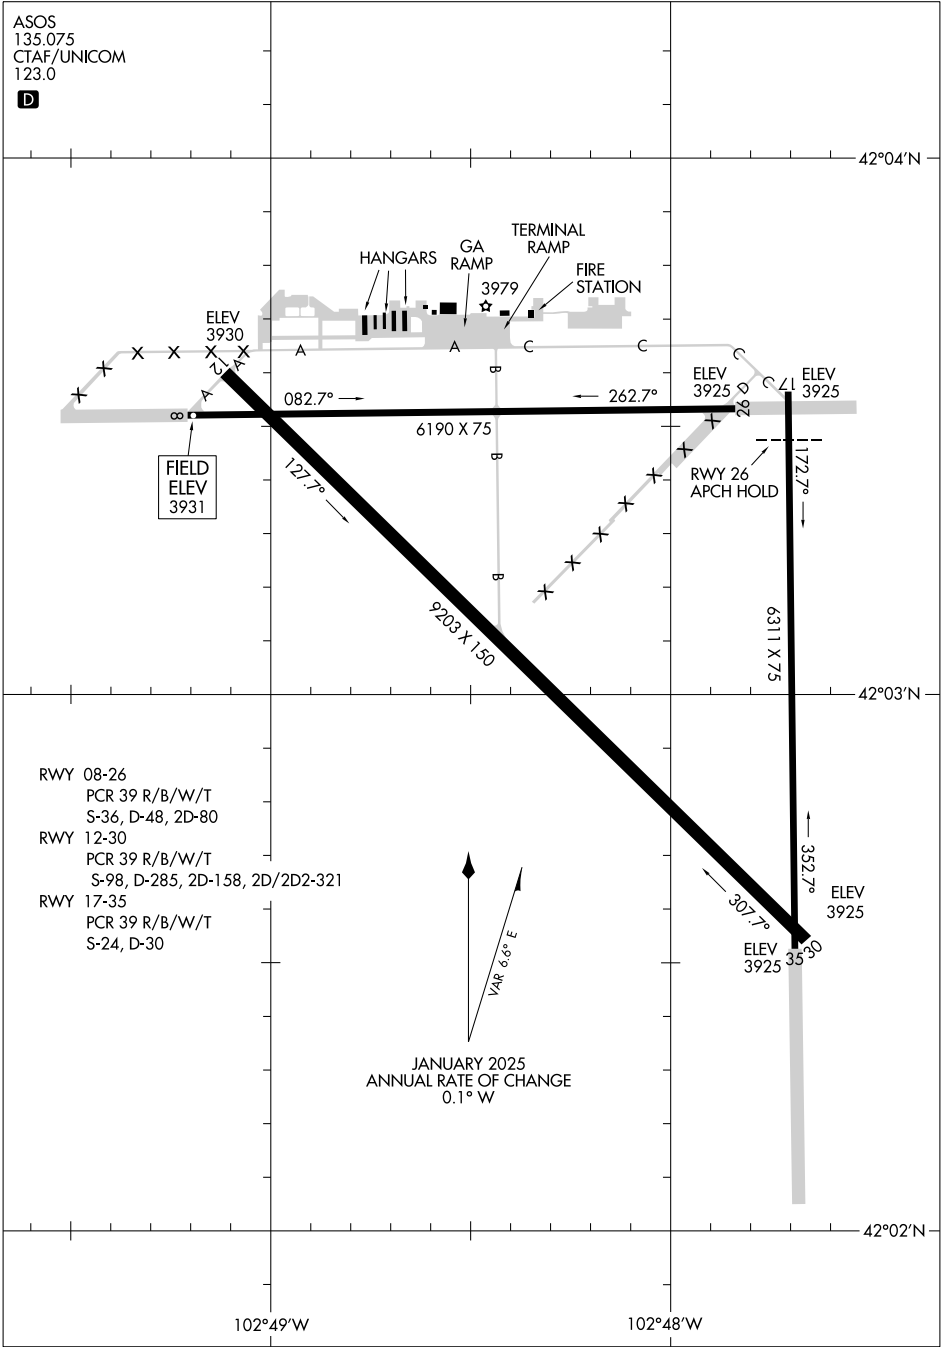 ASOS
135.075
CTAF/UNICOM
123.0
D
42°04'N
HANGARS
GA
RAMP
TERMINAL
RAMP
3979
FIRE
STATION
ELEV
3930
X X X X
X
X
A
A
C
C
C
C
D
A
A
12
B
B
B
ELEV
3925
17
ELEV
3925
8
082.7°
262.7°
26
6190 X 75
FIELD
ELEV
3931
127.7°
X
X
X
X
X
X
X
RWY 26
APCH HOLD
172.7°
9203 X 150
6311 X 75
42°03'N
RWY 08-26
PCR 39 R/B/W/T
S-36, D-48, 2D-80
RWY 12-30
PCR 39 R/B/W/T
S-98, D-285, 2D-158, 2D/2D2-321
RWY 17-35
PCR 39 R/B/W/T
S-24, D-30
352.7°
307.7°
ELEV
3925
ELEV
3925
35
30
VAR 6.6° E
JANUARY 2025
ANNUAL RATE OF CHANGE
0.1° W
42°02'N
102°49'W
102°48'W